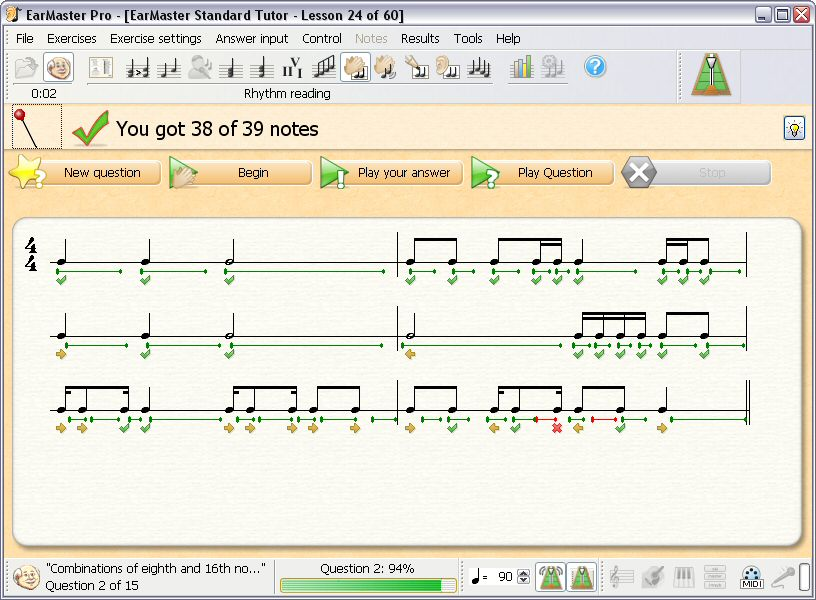 EarMaster Pro - [EarMaster Standard Tutor - Lesson 24 of 60]
File Exercises Exercise settings Answer input Control Notes Results Tools Help
0:02 Rhythm reading
You got 38 of 39 notes
New question Begin Play your answer Play Question Stop
4
4
"Combinations of eighth and 16th no..." Question 2: 94%
Question 2 of 15 = 90 MIDI